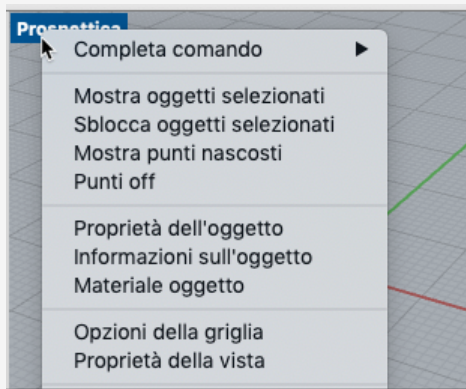 Prospettica
Completa comando
Mostra oggetti selezionati
Sblocca oggetti selezionati
Mostra punti nascosti
Punti off
Proprietà dell'oggetto
Informazioni sull'oggetto
Materiale oggetto
Opzioni della griglia
Proprietà della vista